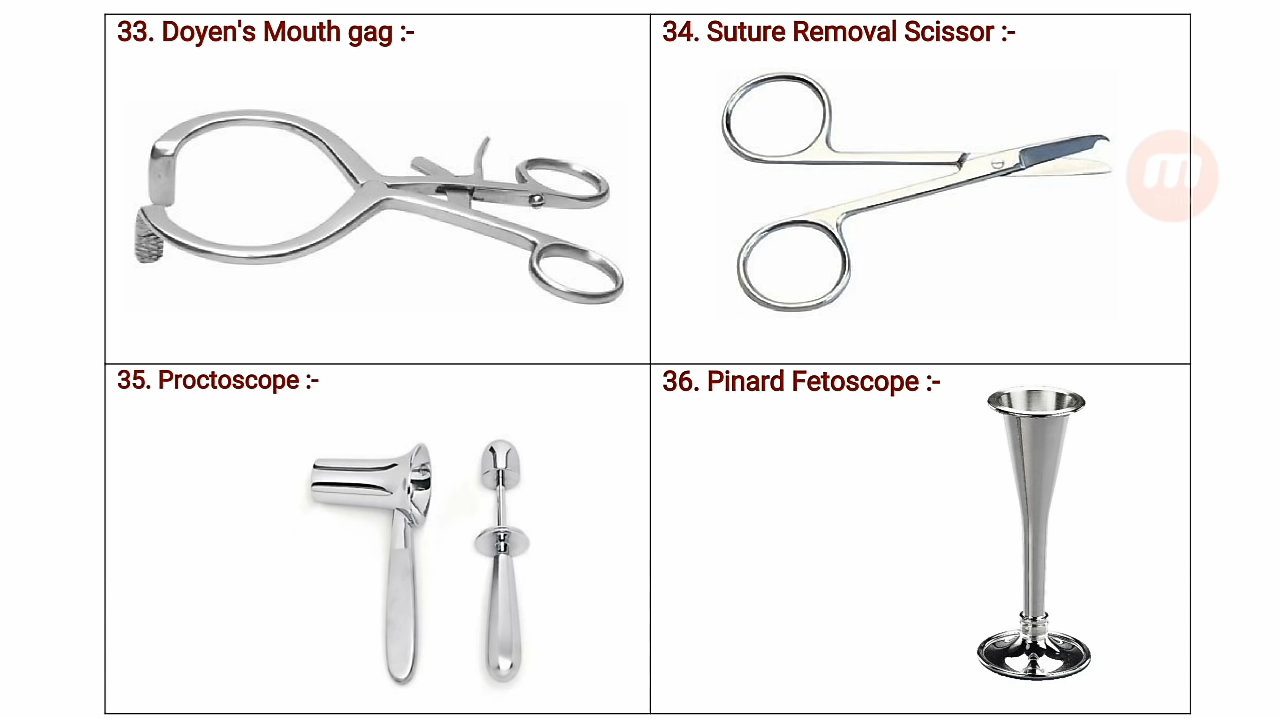 33. Doyen's Mouth gag :-
34. Suture Removal Scissor :-
35. Proctoscope :-
36. Pinard Fetoscope :-